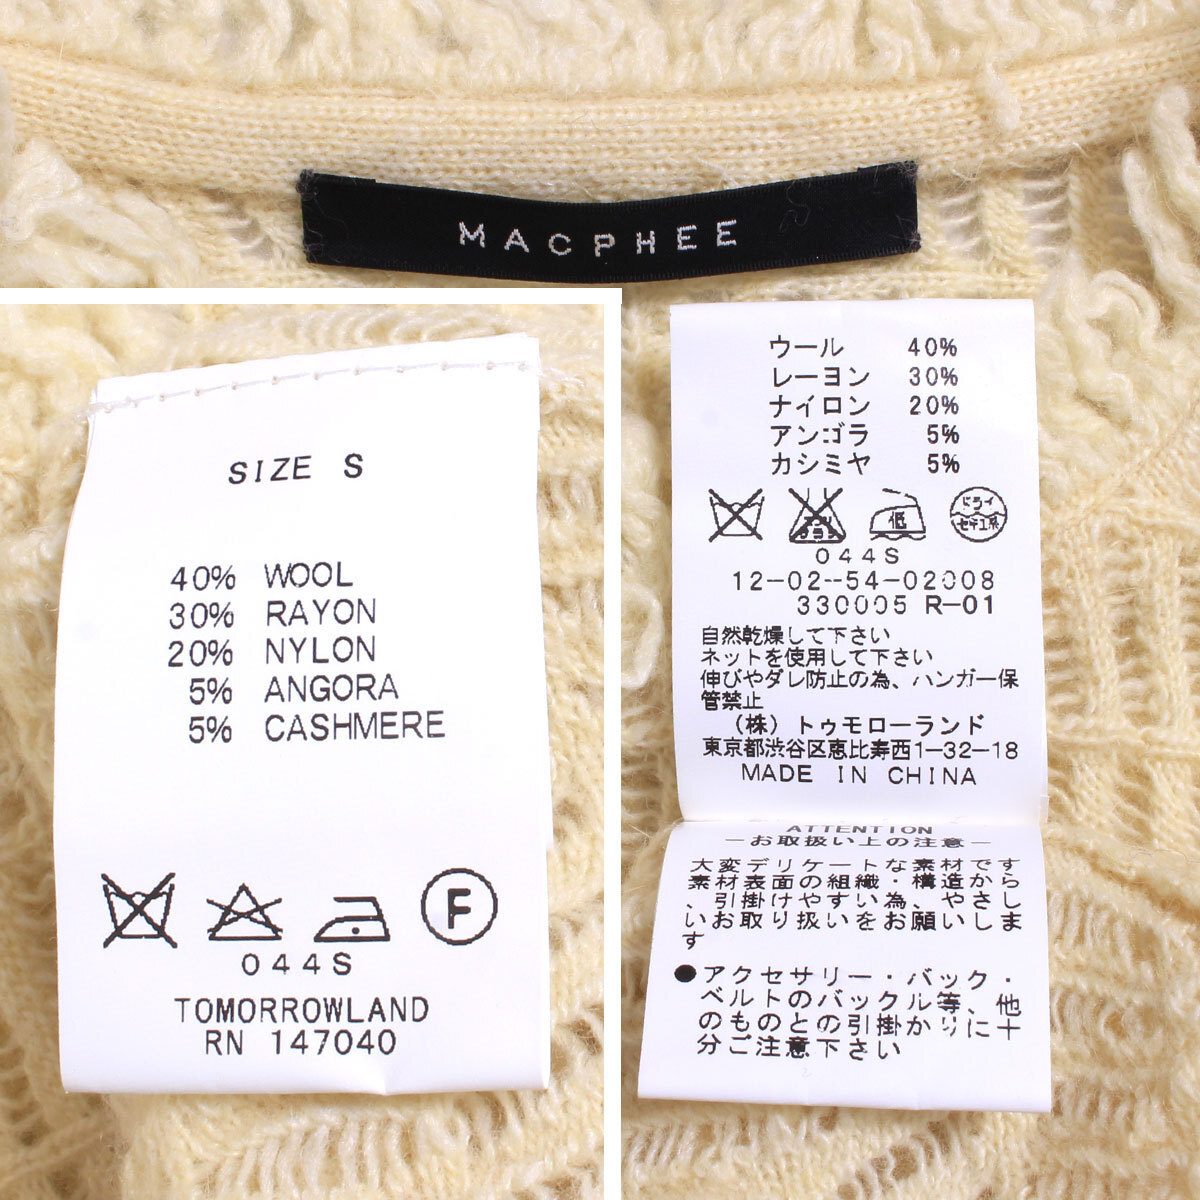 MACPHEE
SIZE S
40% WOOL
30% RAYON
20% NYLON
5% ANGORA
5% CASHMERE
F
044S
TOMORROWLAND
RN 147040
ウール 40%
レーヨン 30%
ナイロン 20%
アンゴラ 5%
カシミヤ 5%
低
ドライ
セキユ系
044S
12-02-54-02008
330005 R-01
自然乾燥して下さい
ネットを使用して下さい
伸びやダレ防止の為、ハンガー保
管禁止
(株)トゥモローランド
東京都渋谷区恵比寿西1-32-18
MADE IN CHINA
ATTENTION
－お取扱い上の注意－
大変デリケートな素材です
素材表面の組織・構造から
、引掛けやすい為、やさし
いお取り扱いをお願いしま
す
●アクセサリー・バック・
ベルトのバックル等、他
のものとの引掛かりに十
分ご注意下さい